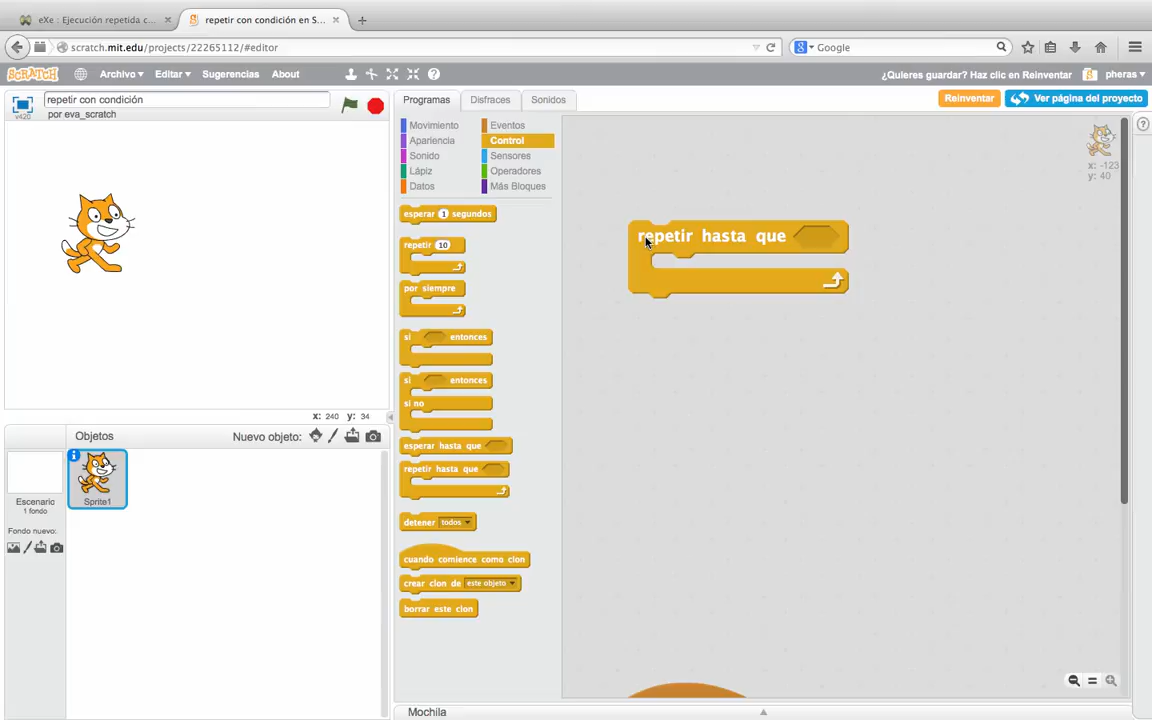 eXe : Ejecución repetida c...
repetir con condición en S...
scratch.mit.edu/projects/22265112/#editor
Google
SCRATCH
Archivo
Editar
Sugerencias
About
¿Quieres guardar? Haz clic en Reinventar
pheras
v426
repetir con condición
por eva_scratch
Programas
Disfraces
Sonidos
Reinventar
Ver página del proyecto
Movimiento
Eventos
Apariencia
Control
Sonido
Sensores
Lápiz
Operadores
Datos
Más Bloques
x: -123
y: 40
esperar 1 segundos
repetir 10
por siempre
si entonces
si entonces
si no
esperar hasta que
repetir hasta que
detener todos
cuando comience como clon
crear clon de este objeto
borrar este clon
repetir hasta que
x: 240 y: 34
Objetos
Nuevo objeto:
Escenario
1 fondo
Sprite1
Fondo nuevo:
Mochila